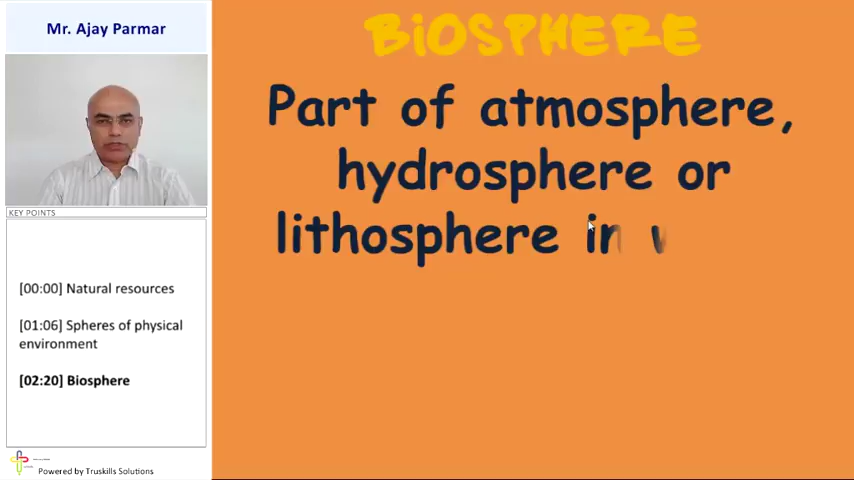 Mr. Ajay Parmar
KEY POINTS
[00:00] Natural resources
[01:06] Spheres of physical
environment
[02:20] Biosphere
Powered by Truskills Solutions
BiOSPHERE
Part of atmosphere,
hydrosphere or
lithosphere in